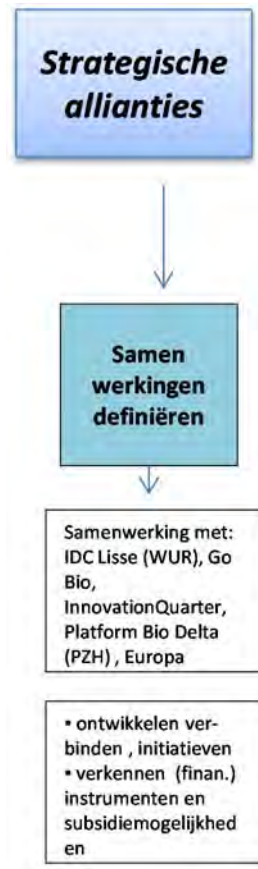 Strategische
allianties
Samen
werkingen
definiëren
Samenwerking met:
IDC Lisse (WUR), Go
Bio,
InnovationQuarter,
Platform Bio Delta
(PZH) , Europa
▪ ontwikkelen ver-
binden , initiatieven
▪ verkennen (finan.)
instrumenten en
subsidiemogelijkhed
en